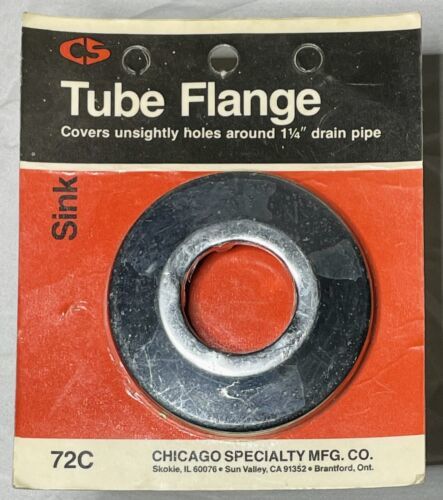 CS
Tube Flange
Covers unsightly holes around 1¼" drain pipe
Sink
72C
CHICAGO SPECIALTY MFG. CO.
Skokie, IL 60076 • Sun Valley, CA 91352 • Brantford, Ont.